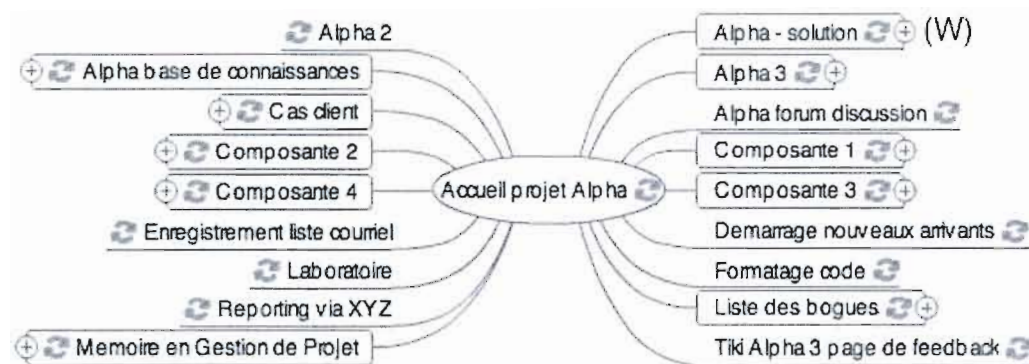 Alpha 2
Alpha base de connaissances
Cas client
Composante 2
Composante 4
Enregistrement liste courriel
Laboratoire
Reporting via XYZ
Memoire en Gestion de Projet
Accueil projet Alpha
Alpha - solution (W)
Alpha 3
Alpha forum discussion
Composante 1
Composante 3
Demarrage nouveaux arrivants
Formatage code
Liste des bogues
Tiki Alpha 3 page de feedback